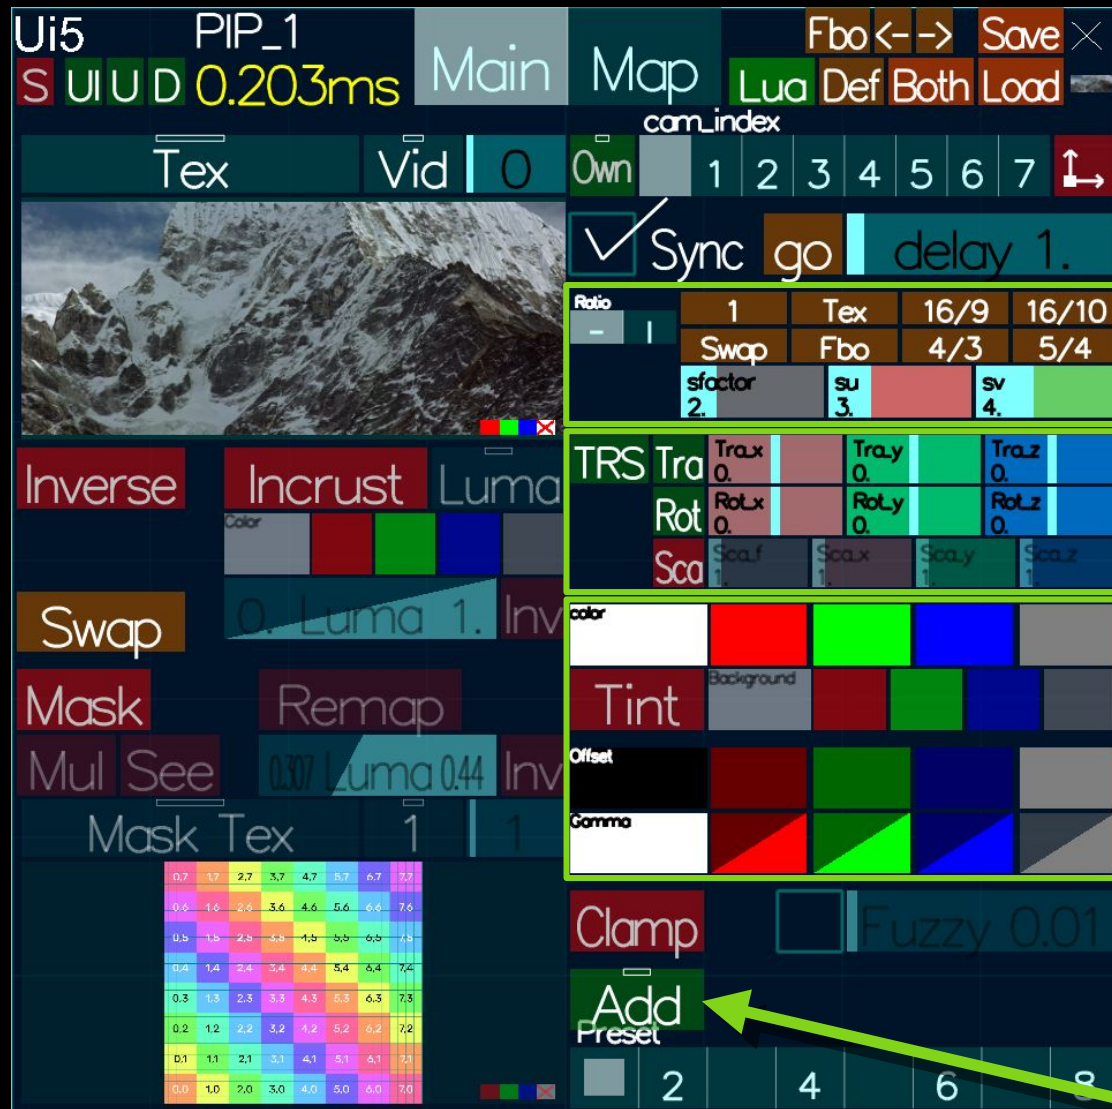 Ui5 PIP_1 Main Map Fbo <- -> Save
S UI U D 0.203ms Lua Def Both Load
cam_index
Tex Vid 0 Own 1 2 3 4 5 6 7
Sync go delay 1.
Ratio 1 Tex 16/9 16/10
- | Swap Fbo 4/3 5/4
sfactor su sv
2. 3. 4.
Inverse Incrust Luma
Color
Swap 0. Luma 1. Inv
TRS Tra Tra_x Tra_y Tra_z
0. 0. 0.
Rot Rot_x Rot_y Rot_z
0. 0. 0.
Sca Sca_f Sca_x Sca_y Sca_z
1. 1. 1. 1.
color
Mask Remap
Tint Background
Mul See 0.307 Luma 0.44 Inv
Offset
Gamma
Mask Tex 1 1
0,7 1,7 2,7 3,7 4,7 5,7 6,7 7,7
0,6 1,6 2,6 3,6 4,6 5,6 6,6 7,6
0,5 1,5 2,5 3,5 4,5 5,5 6,5 7,5
0,4 1,4 2,4 3,4 4,4 5,4 6,4 7,4
0,3 1,3 2,3 3,3 4,3 5,3 6,3 7,3
0,2 1,2 2,2 3,2 4,2 5,2 6,2 7,2
0,1 1,1 2,1 3,1 4,1 5,1 6,1 7,1
0,0 1,0 2,0 3,0 4,0 5,0 6,0 7,0
Clamp Fuzzy 0.01
Add
Preset
2 4 6 8